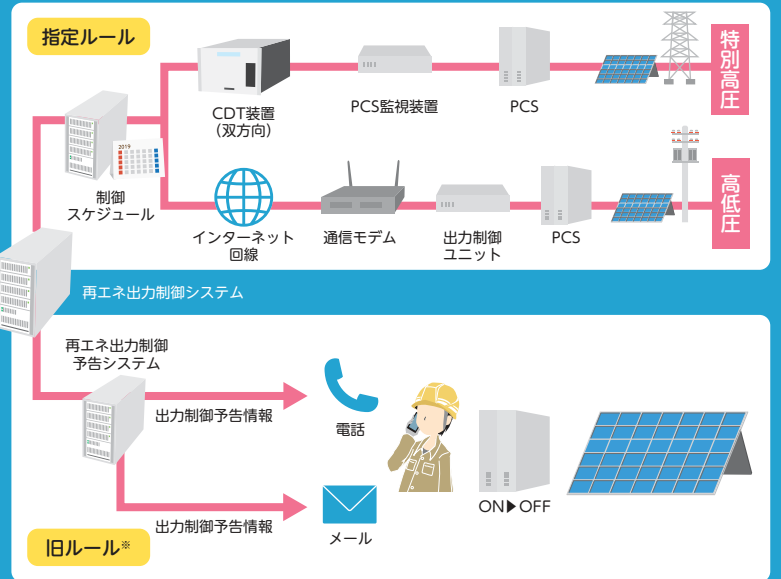 指定ルール
CDT装置
（双方向）
PCS監視装置
PCS
特別高圧
2019
制御
スケジュール
インターネット
回線
通信モデム
出力制御
ユニット
PCS
高低圧
再エネ出力制御システム
再エネ出力制御
予告システム
出力制御予告情報
電話
ON▶OFF
出力制御予告情報
メール
旧ルール※